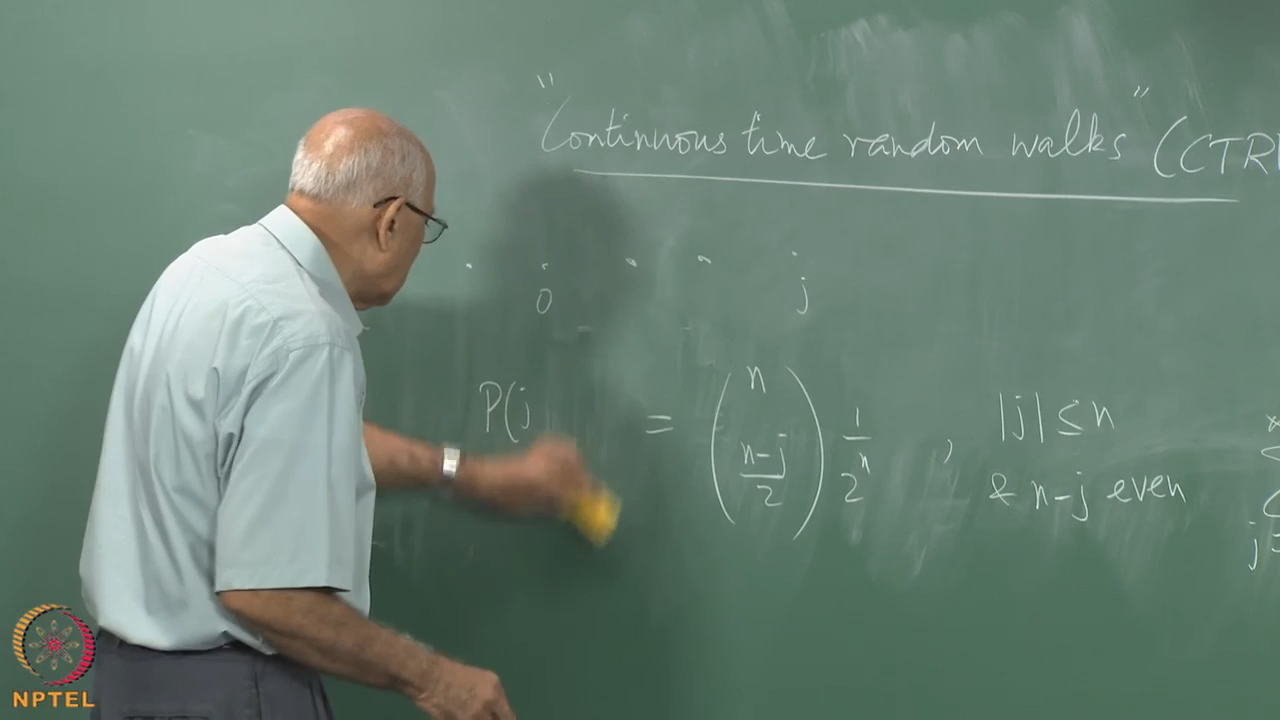 "Continuous time random walks" (CTR
0 j
P(j = ( n (n-j)/2 ) 1/2^n , |j| ≤ n
& n-j even
j=
NPTEL